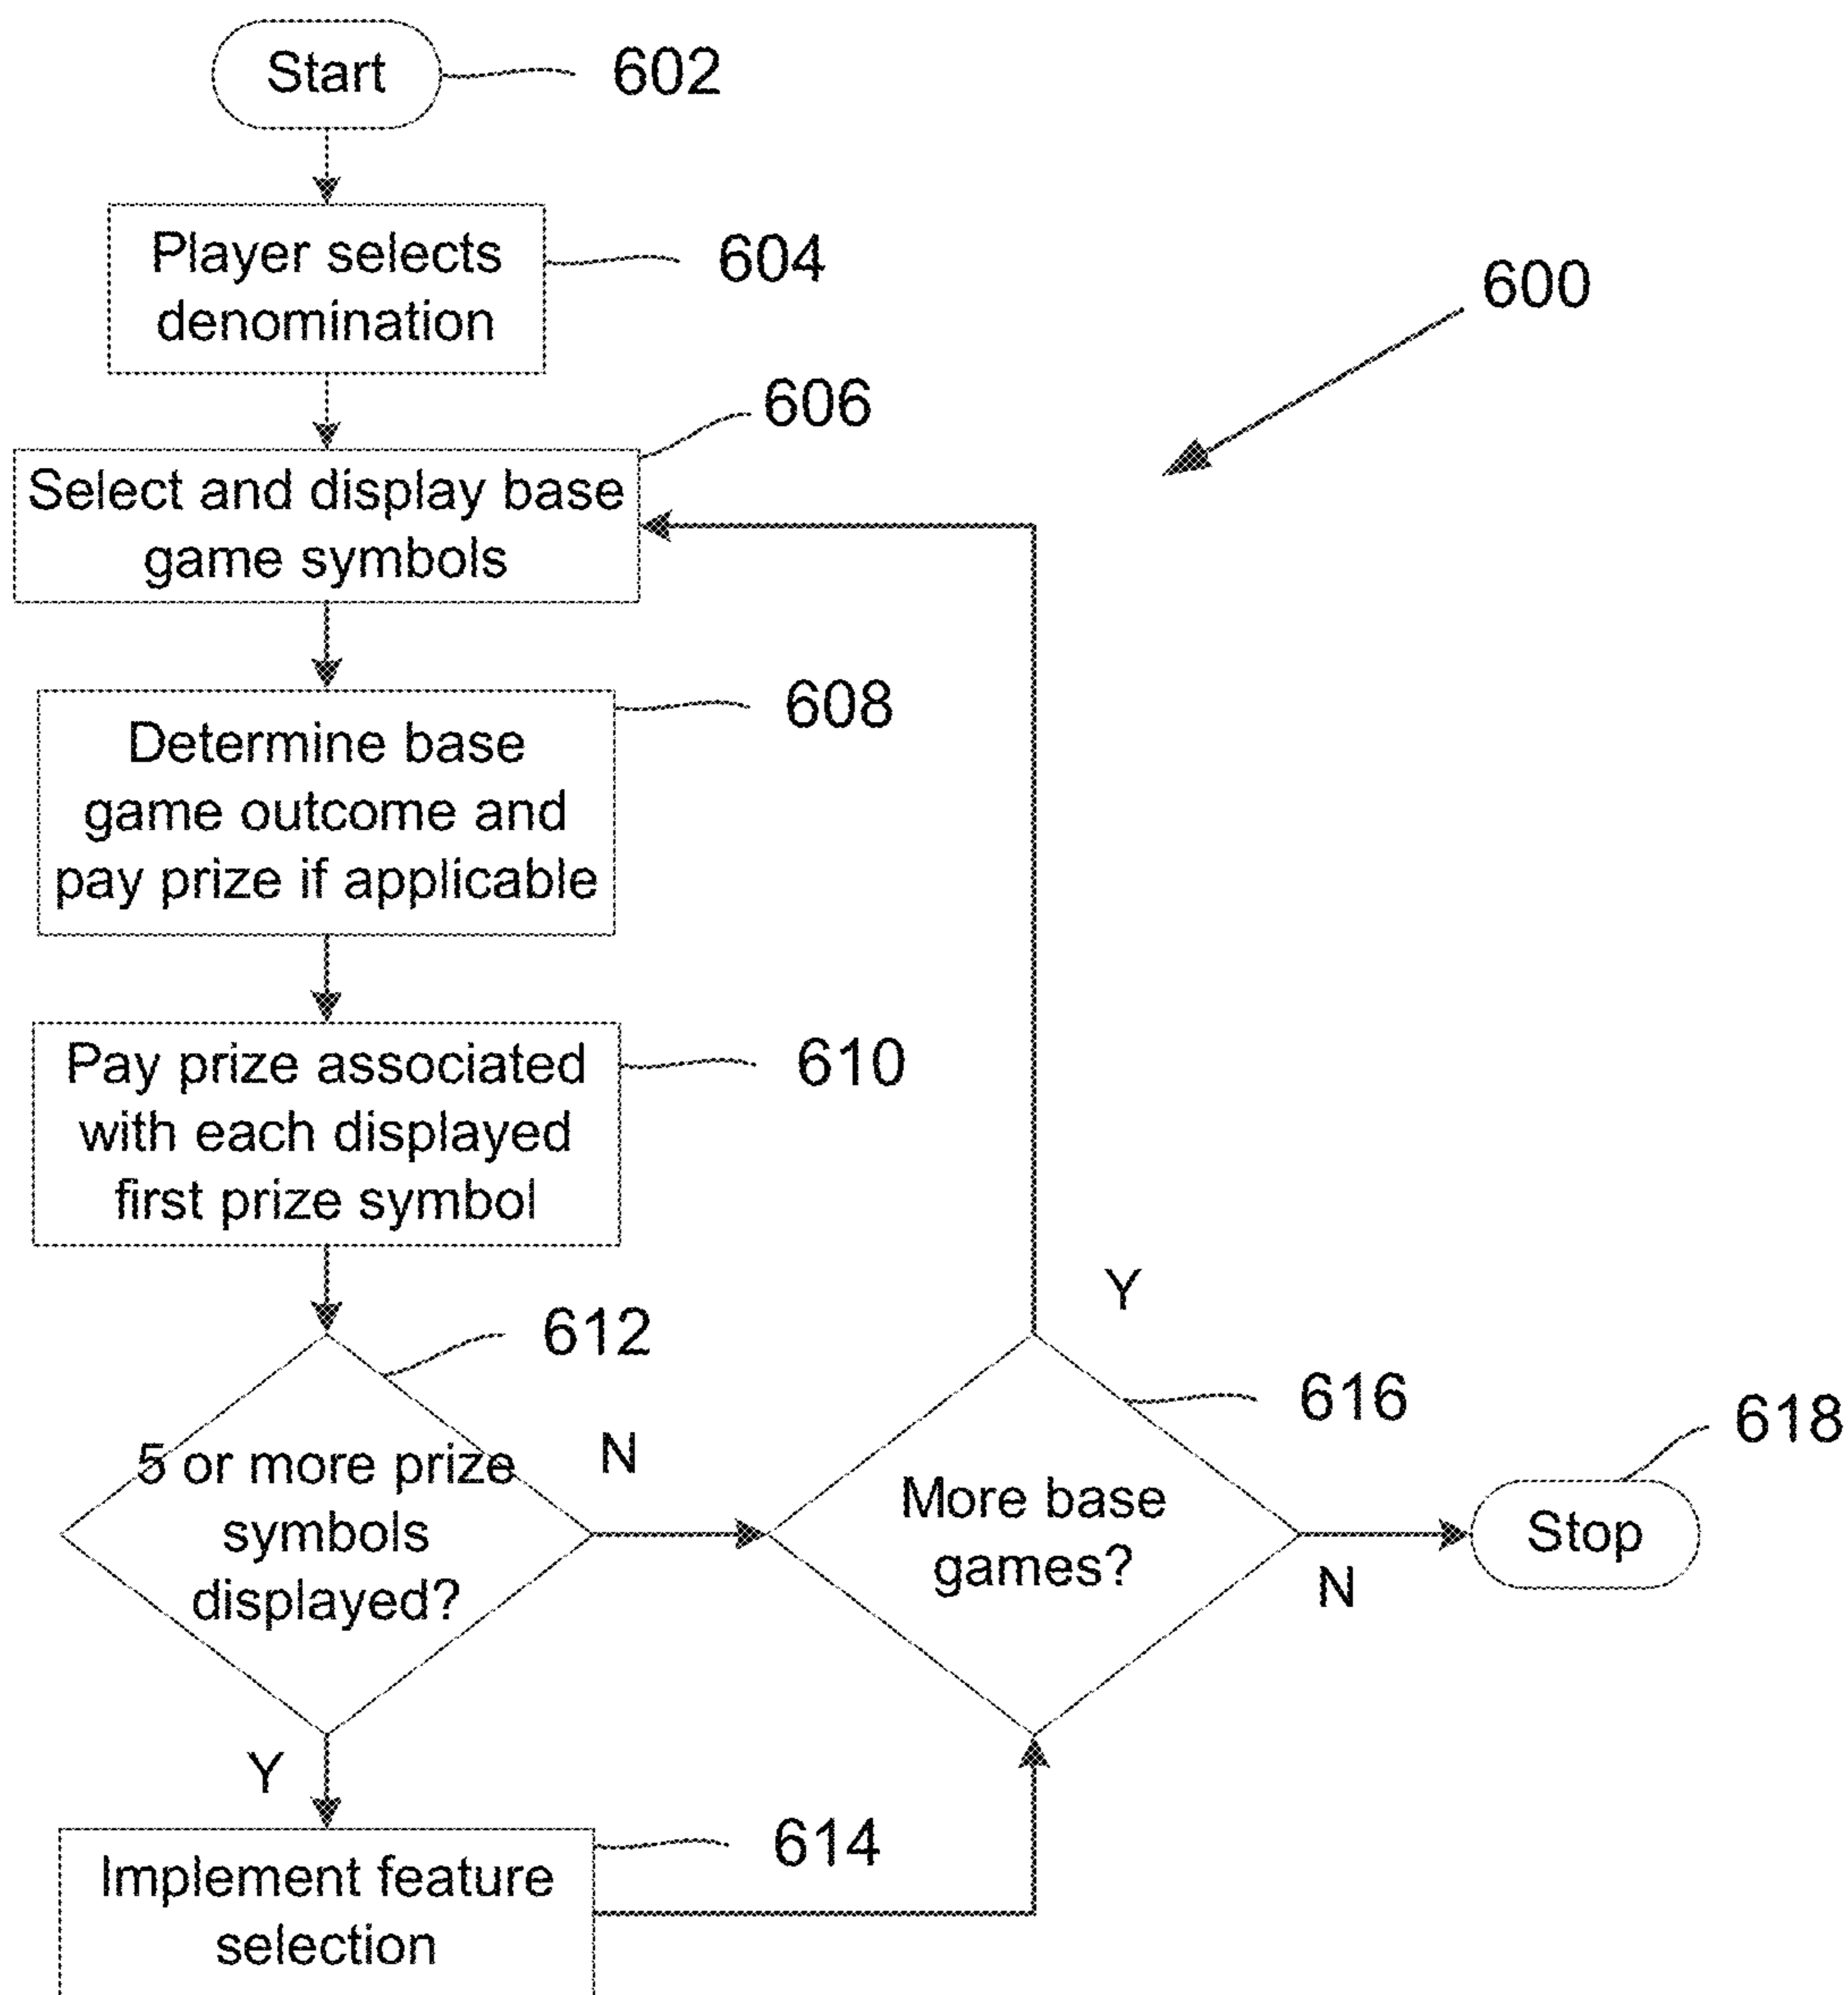 Start
602
Player selects
denomination
604
600
606
Select and display base
game symbols
608
Determine base
game outcome and
pay prize if applicable
610
Pay prize associated
with each displayed
first prize symbol
612
5 or more prize
symbols
displayed?
N
Y
616
More base
games?
618
Stop
N
Y
614
Implement feature
selection